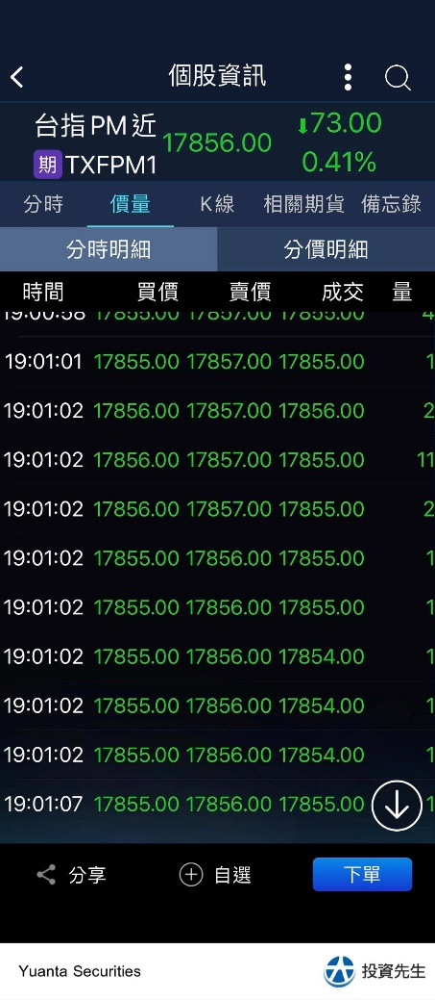 個股資訊
台指PM近 17856.00 ⬇73.00
期 TXFPM1 0.41%
分時 價量 K線 相關期貨 備忘錄
分時明細 分價明細
時間 買價 賣價 成交 量
19:00:58 17855.00 17857.00 17855.00 4
19:01:01 17855.00 17857.00 17855.00 1
19:01:02 17856.00 17857.00 17856.00 2
19:01:02 17856.00 17857.00 17855.00 11
19:01:02 17856.00 17857.00 17855.00 2
19:01:02 17855.00 17856.00 17855.00 1
19:01:02 17855.00 17856.00 17855.00 1
19:01:02 17855.00 17856.00 17854.00 1
19:01:02 17855.00 17856.00 17854.00 1
19:01:02 17855.00 17856.00 17854.00 1
19:01:07 17855.00 17856.00 17855.00 1
分享 自選 下單
Yuanta Securities 投資先生